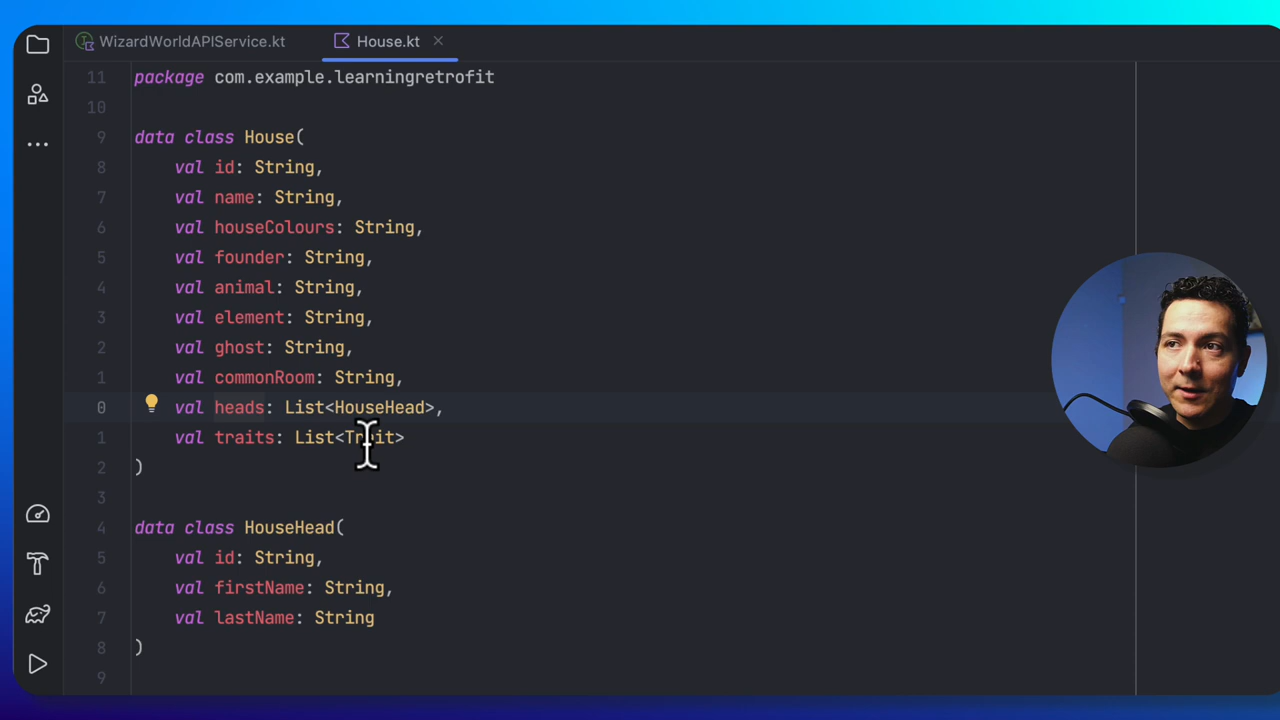 WizardWorldAPIService.kt House.kt
11 package com.example.learningretrofit
10
9 data class House(
8 val id: String,
7 val name: String,
6 val houseColours: String,
5 val founder: String,
4 val animal: String,
3 val element: String,
2 val ghost: String,
1 val commonRoom: String,
0 val heads: List<HouseHead>,
1 val traits: List<Trait>
2 )
3
4 data class HouseHead(
5 val id: String,
6 val firstName: String,
7 val lastName: String
8 )
9